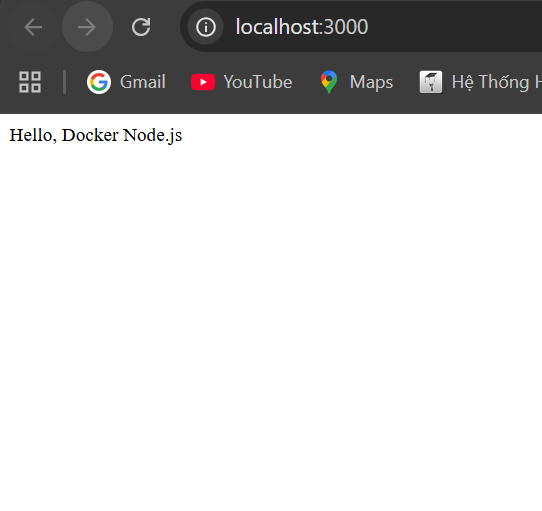 localhost:3000
Gmail YouTube Maps Hệ Thống H
Hello, Docker Node.js